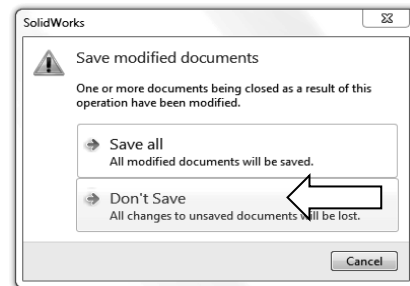 SolidWorks
Save modified documents
One or more documents being closed as a result of this
operation have been modified.
Save all
All modified documents will be saved.
Don't Save
All changes to unsaved documents will be lost.
Cancel